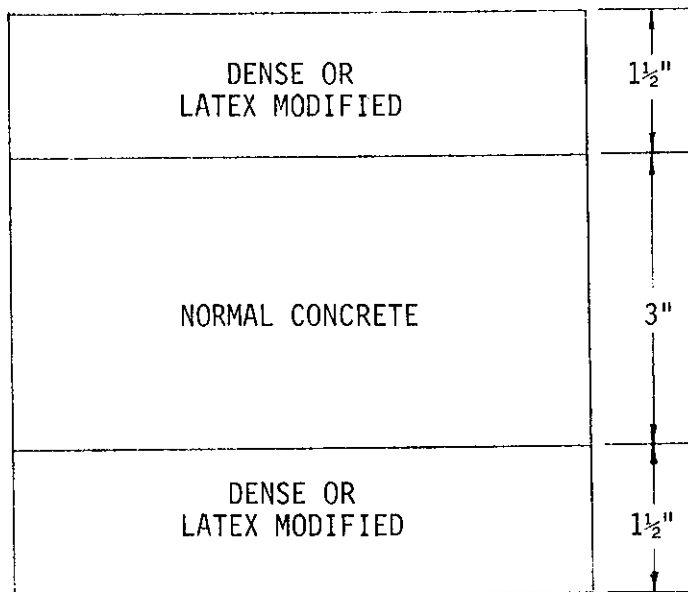 DENSE OR
LATEX MODIFIED
1½"
NORMAL CONCRETE
3"
DENSE OR
LATEX MODIFIED
1½"